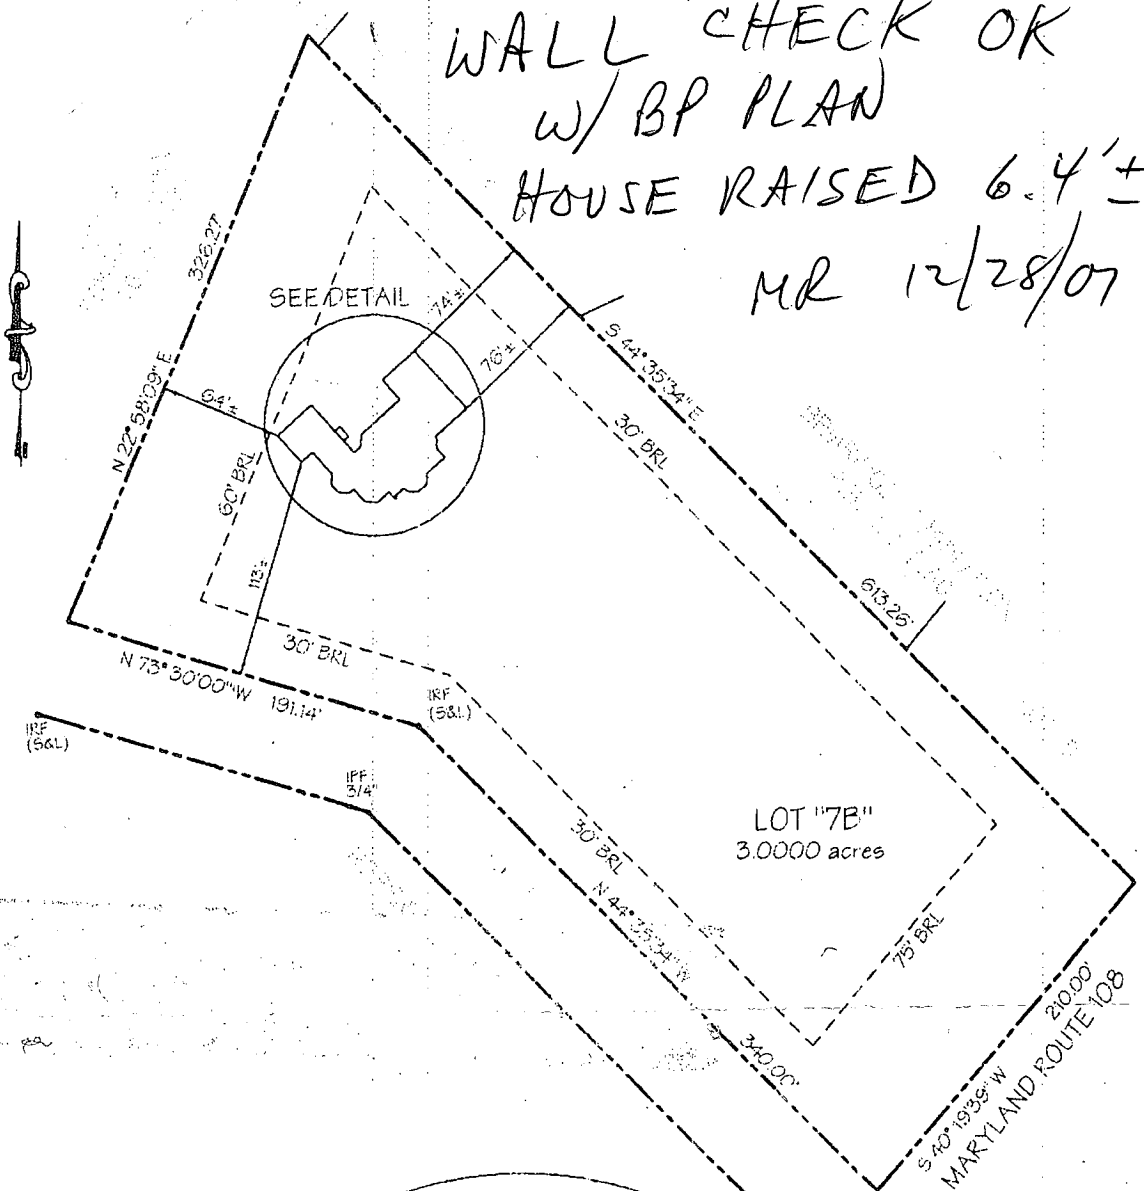 WALL CHECK OK
W/ BP PLAN
HOUSE RAISED 6.4'±
MR 12/28/07
326.27'
N 22°58'09" E
SEE DETAIL
74'±
76'±
64'±
S 44°35'34" E
30' BRL
60' BRL
113'±
613.26'
30' BRL
N 73°30'00" W 191.14'
IRF
(S&L)
IRF
(S&L)
IPF
3/4"
LOT "7B"
3.0000 acres
30' BRL
N 44°35'34" W
75' BRL
340.00'
210.00'
S 40°19'39" W
MARYLAND ROUTE 108